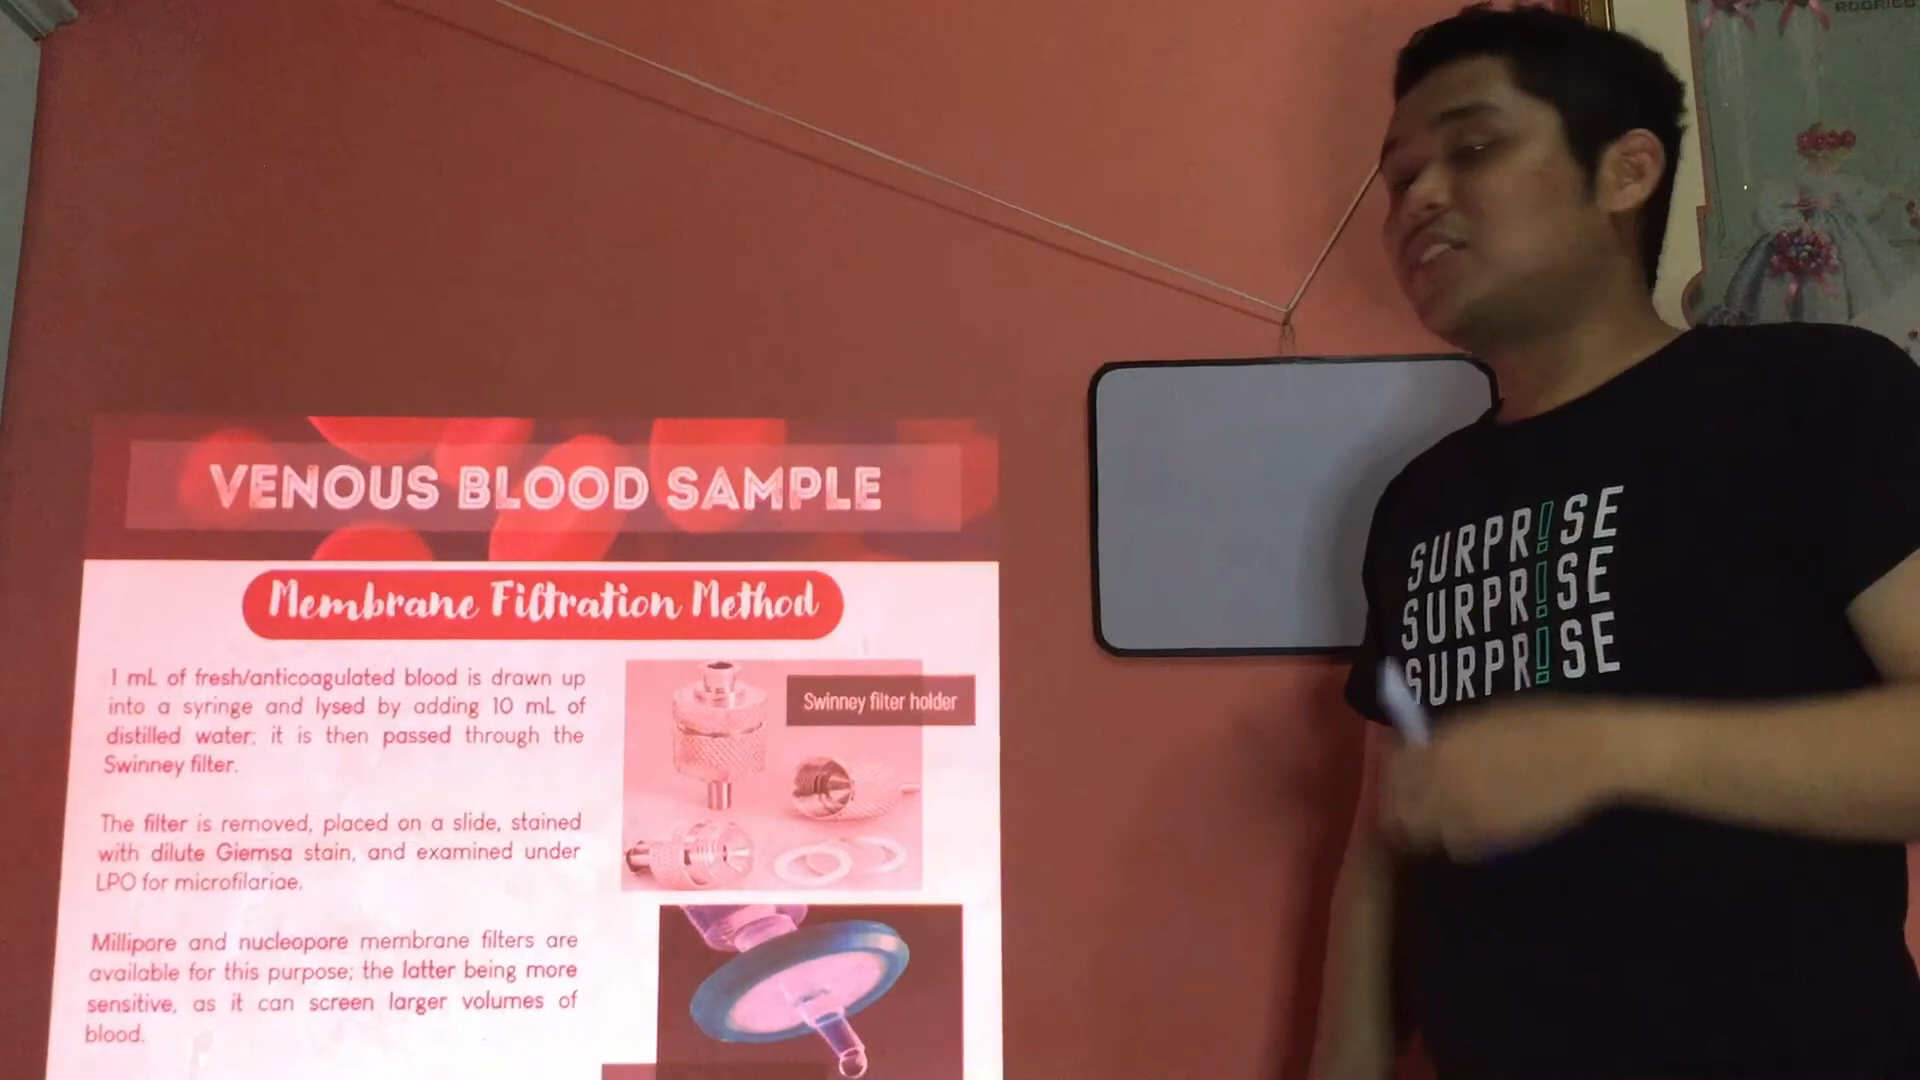 RODRIGO
VENOUS BLOOD SAMPLE
Membrane Filtration Method
1 mL of fresh/anticoagulated blood is drawn up
into a syringe and lysed by adding 10 mL of
distilled water; it is then passed through the
Swinney filter.
Swinney filter holder
The filter is removed, placed on a slide, stained
with dilute Giemsa stain, and examined under
LPO for microfilariae.
Millipore and nucleopore membrane filters are
available for this purpose; the latter being more
sensitive, as it can screen larger volumes of
blood.
SURPR!SE
SURPR!SE
SURPR!SE